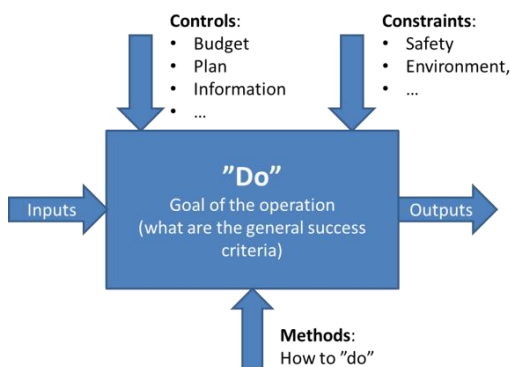 Controls:
• Budget
• Plan
• Information
• ...
Constraints:
• Safety
• Environment,
• ...
”Do”
Goal of the operation
(what are the general success
criteria)
Inputs
Outputs
Methods:
How to ”do”